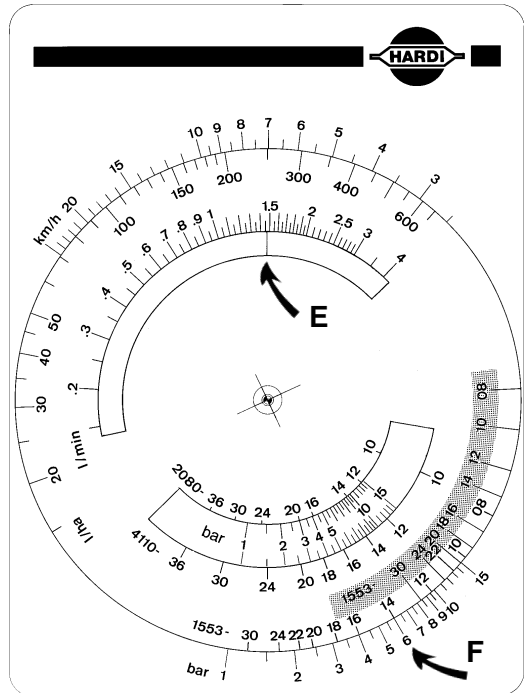 HARDI
km/h 20 15 10 9 8 7 6 5 4 3
l/ha 20 30 40 50 100 150 200 300 400 600
l/min .2 .3 .4 .5 .6 .7 .8 .9 1 1.5 2 2.5 3 4
E
2080- 36 30 24 20 16 14 12 10
bar 1 2 3 4 5 10 15
4110- 36 30 24 20 18 16 14 12 10
1553- 30 24 22 20 18 16 14 12 10 08
1553- 30 24 22 20 18 16 14 12 10 08
bar 1 2 3 4 5 6 7 8 9 10 15
F